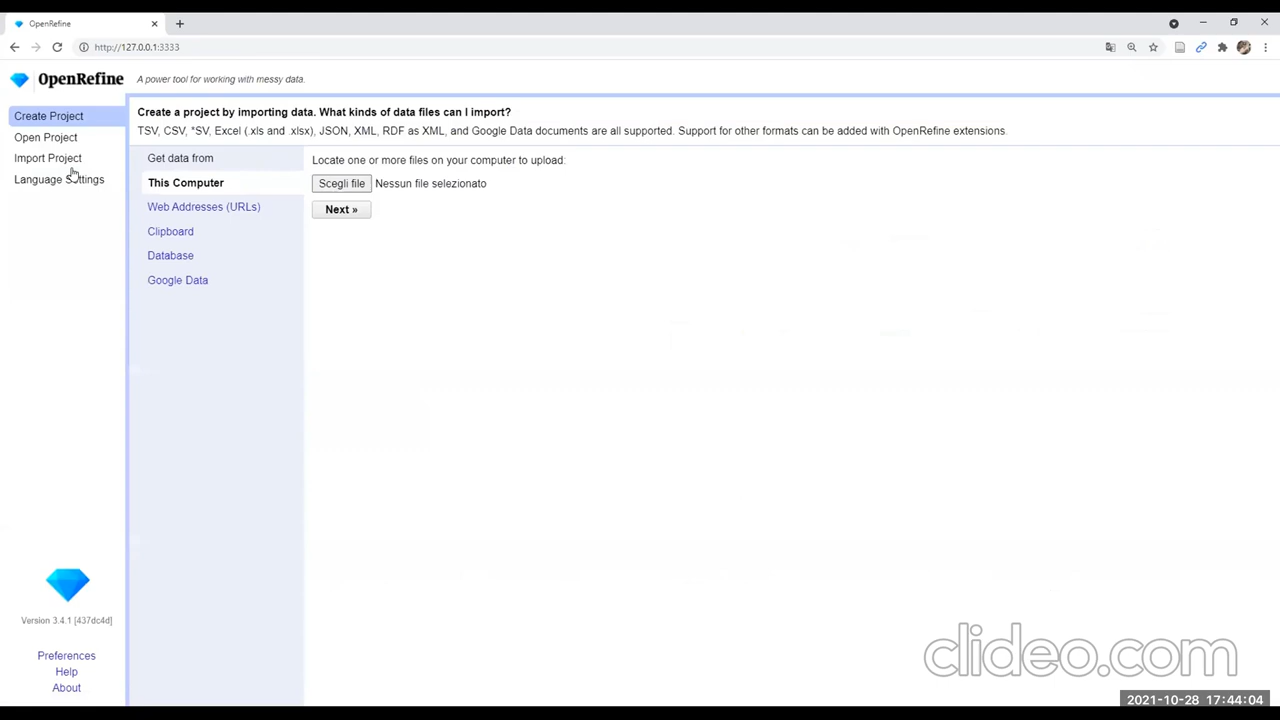 OpenRefine
http://127.0.0.1:3333
OpenRefine
A power tool for working with messy data.
Create Project
Open Project
Import Project
Language Settings
Create a project by importing data. What kinds of data files can I import?
TSV, CSV, *SV, Excel (.xls and .xlsx), JSON, XML, RDF as XML, and Google Data documents are all supported. Support for other formats can be added with OpenRefine extensions.
Get data from
This Computer
Web Addresses (URLs)
Clipboard
Database
Google Data
Locate one or more files on your computer to upload:
Scegli file Nessun file selezionato
Next »
Version 3.4.1 [437dc4d]
Preferences
Help
About
clideo.com
2021-10-28 17:44:04